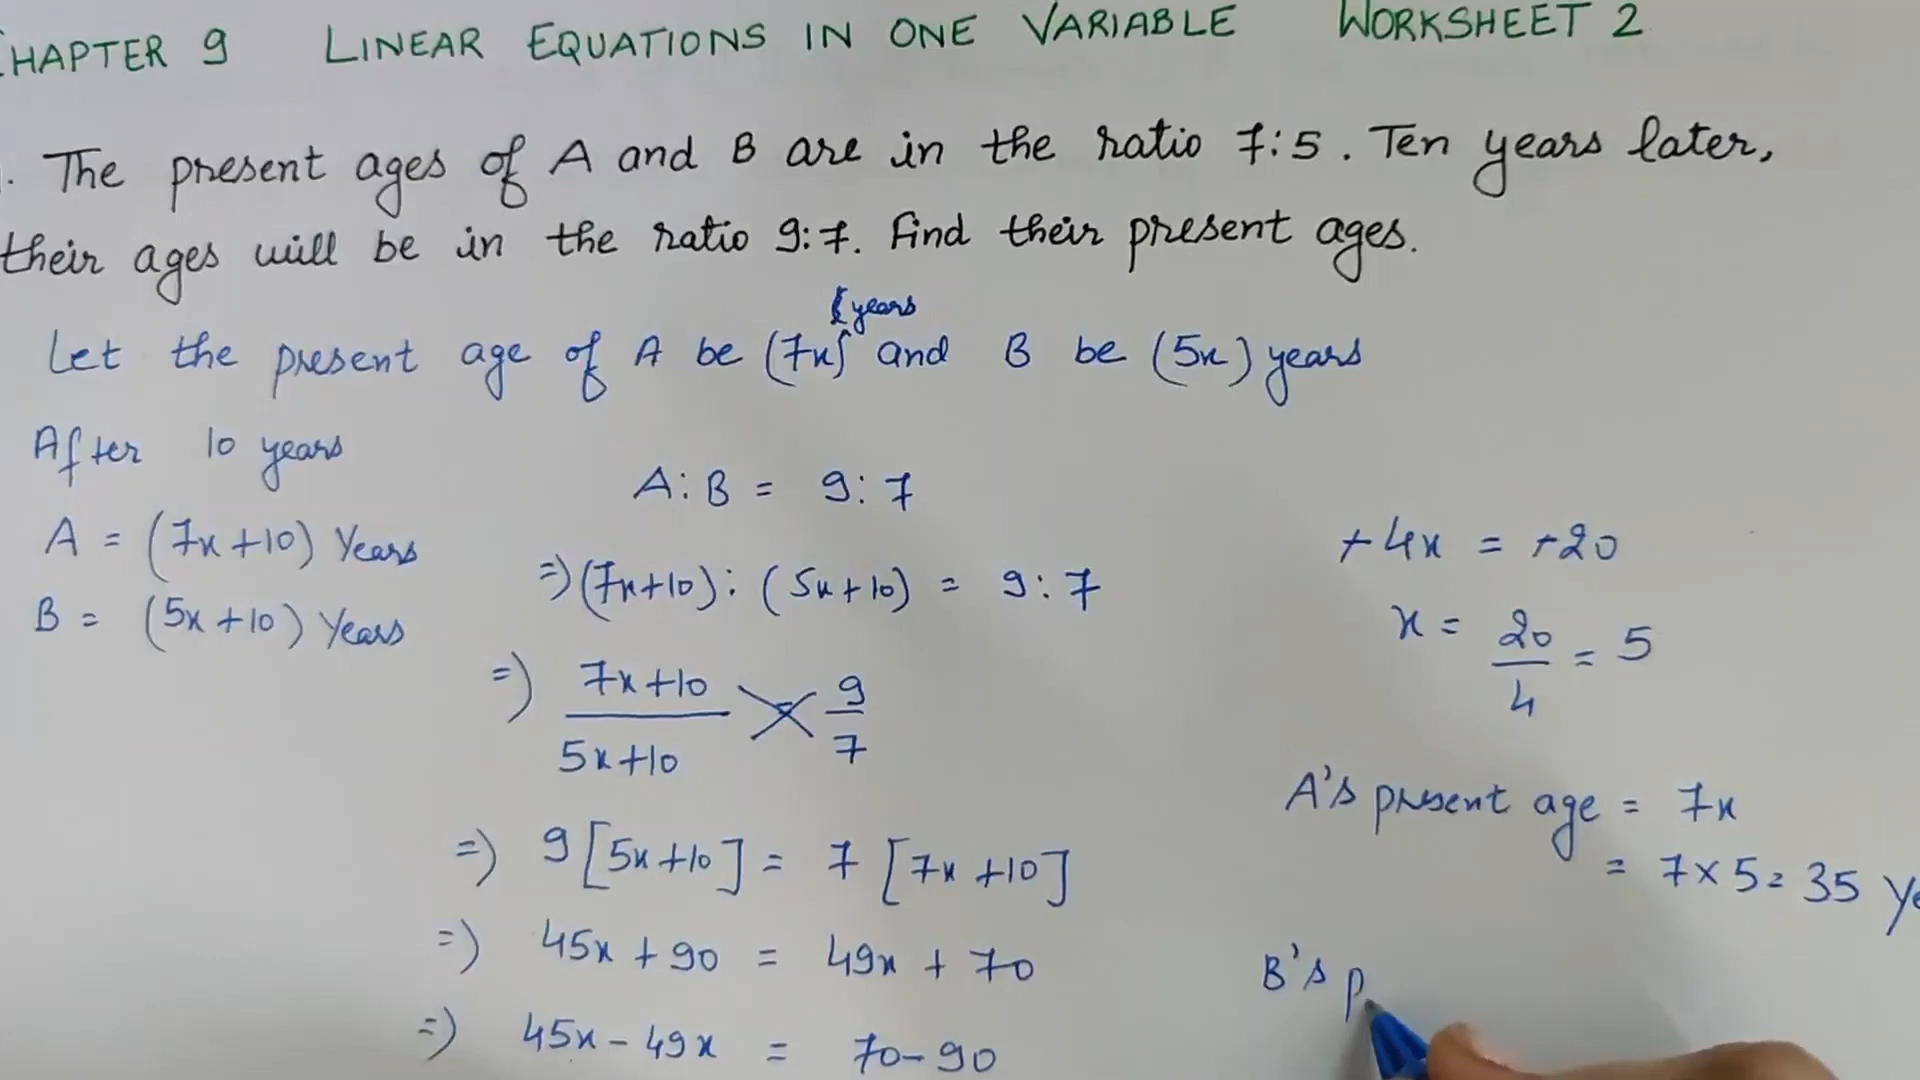 CHAPTER 9 LINEAR EQUATIONS IN ONE VARIABLE WORKSHEET 2
. The present ages of A and B are in the ratio 7:5. Ten years later,
their ages will be in the ratio 9:7. Find their present ages.
years
Let the present age of A be (7x) and B be (5x) years
After 10 years
A = (7x+10) Years
B = (5x+10) Years
A:B = 9:7
=) (7x+10): (5x+10) = 9:7
=) 7x+10 = 9
5x+10 7
=) 9[5x+10] = 7[7x+10]
=) 45x + 90 = 49x + 70
=) 45x - 49x = 70-90
+4x = +20
x = 20 = 5
4
A's present age = 7x
= 7x5 = 35 Ye
B's p